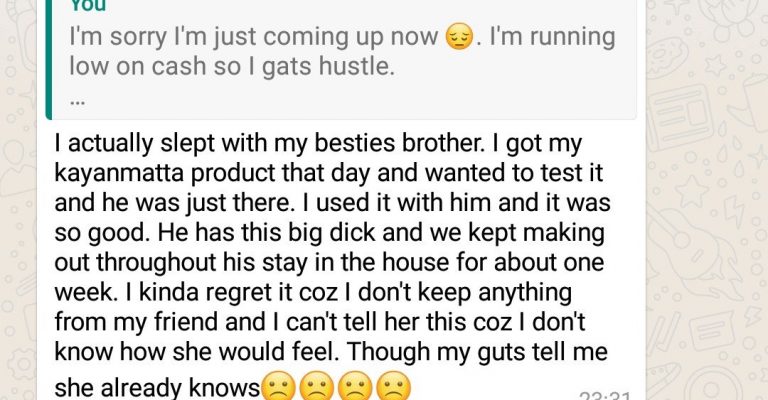 You
I'm sorry I'm just coming up now 😔. I'm running
low on cash so I gats hustle.
...
I actually slept with my besties brother. I got my
kayanmatta product that day and wanted to test it
and he was just there. I used it with him and it was
so good. He has this big dick and we kept making
out throughout his stay in the house for about one
week. I kinda regret it coz I don't keep anything
from my friend and I can't tell her this coz I don't
know how she would feel. Though my guts tell me
she already knows🙁🙁🙁🙁
23:31